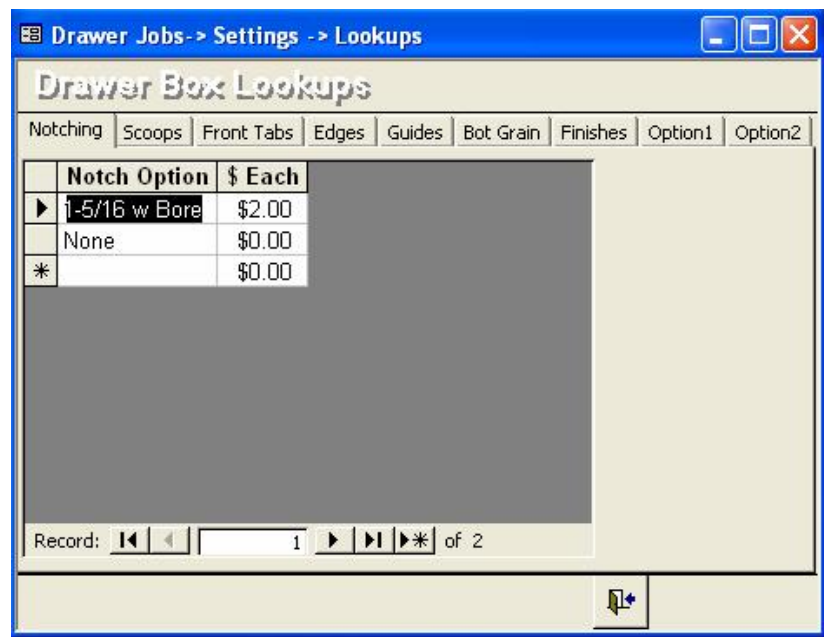 Drawer Jobs-> Settings -> Lookups
Drawer Box Lookups
Notching Scoops Front Tabs Edges Guides Bot Grain Finishes Option1 Option2
Notch Option $ Each
1-5/16 w Bore $2.00
None $0.00
$0.00
Record: 1 of 2